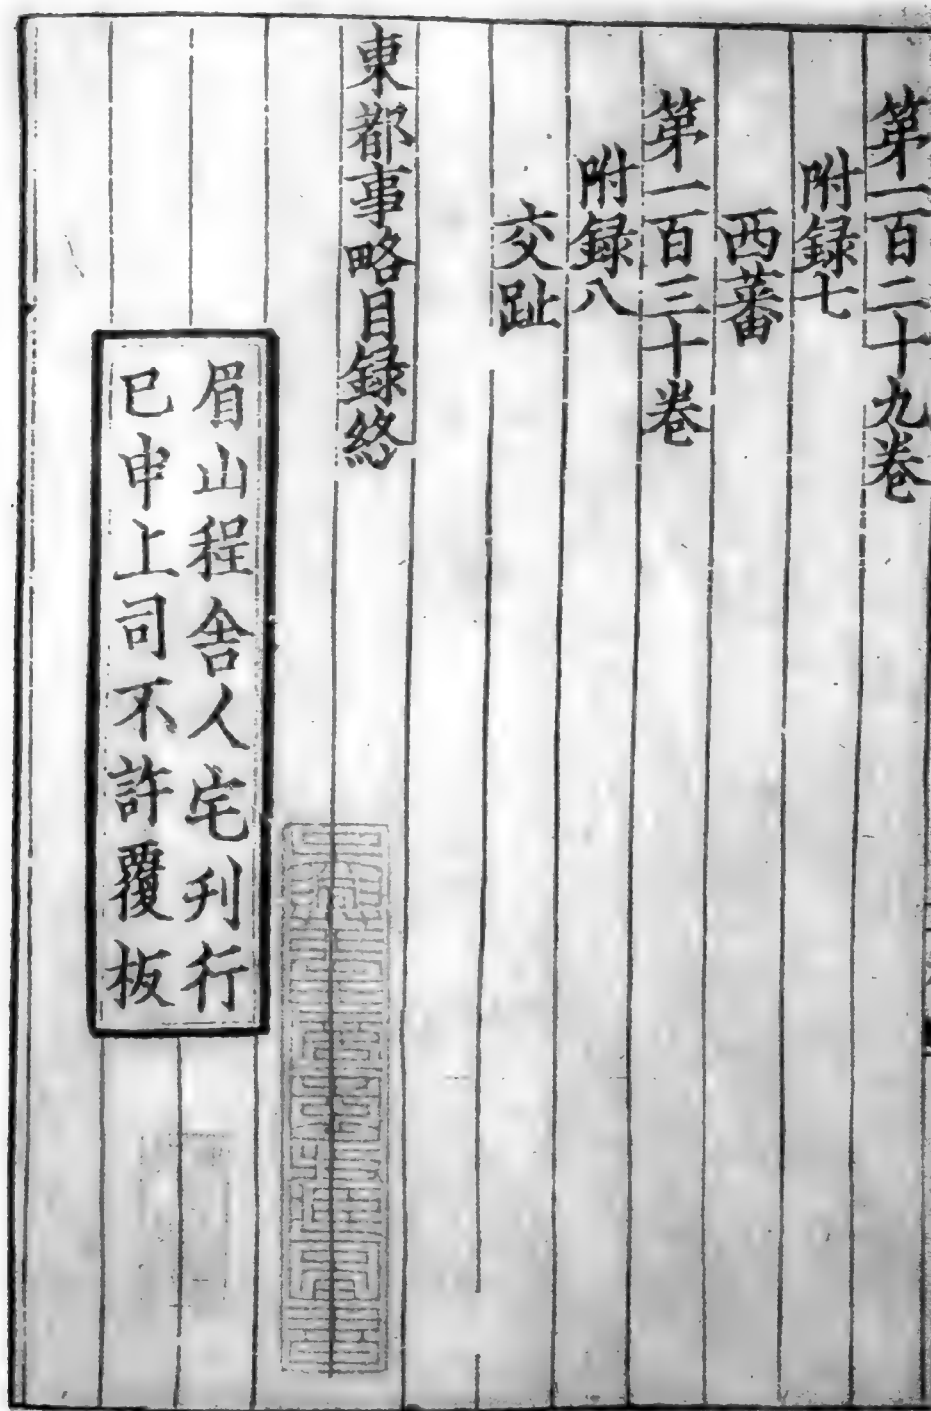 第一百二十九卷
附録七
西蕃
第一百三十卷
附録八
交趾
東都事略目録終
眉山程舎人宅刋行
已申上司不許覆板